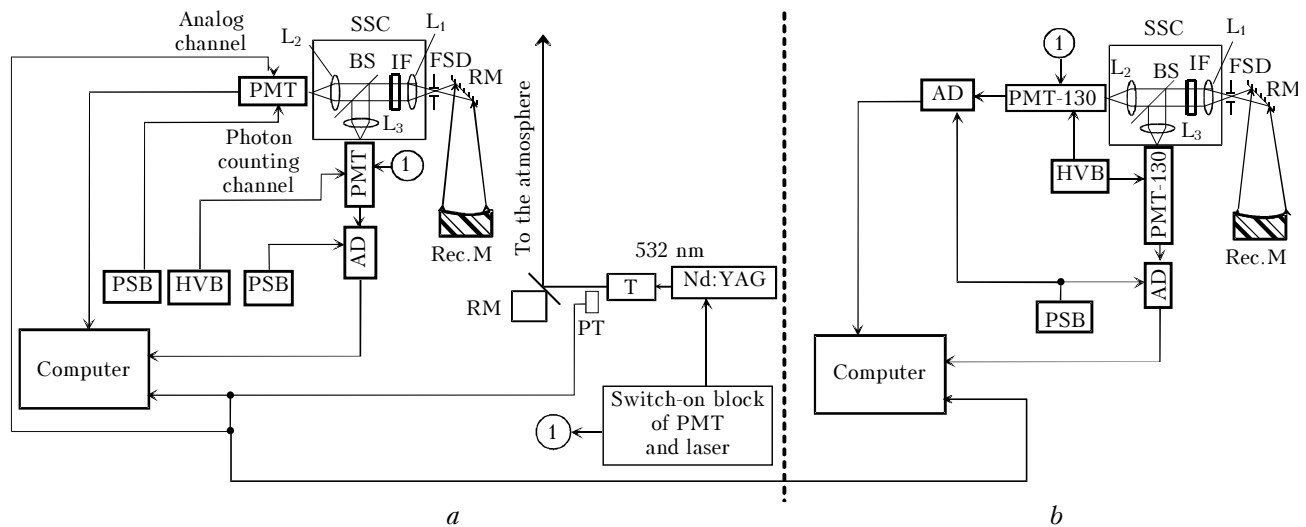 Analog
channel
L2
SSC
L1
BS
IF
FSD
RM
PMT
L3
Photon
counting
channel
PMT
1
AD
Rec.M
PSB
HVB
PSB
Computer
To the atmosphere
532 nm
Nd:YAG
T
RM
PT
Switch-on block
of PMT
and laser
1
a
1
SSC
L1
L2
BS
IF
FSD
RM
AD
PMT-130
L3
HVB
PMT-130
Rec.M
AD
PSB
Computer
b